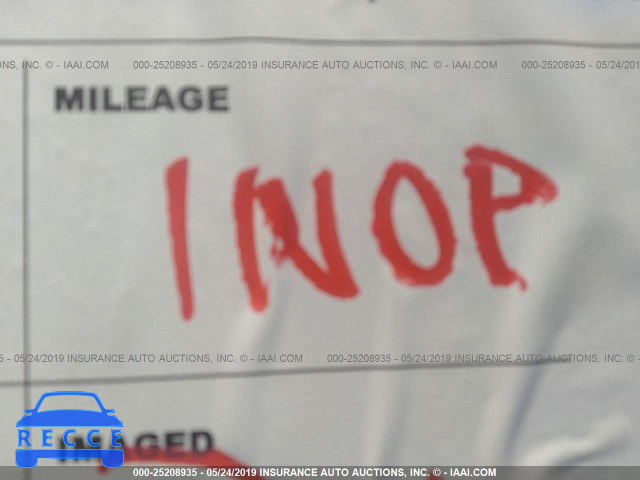 NS, INC. © - IAAI.COM 000-25208935 - 05/24/2019 INSURANCE AUTO AUCTIONS, INC. © - IAAI.COM 000-25208935 - 05/24/2019
MILEAGE
INOP
5 - 05/24/2019 INSURANCE AUTO AUCTIONS, INC. © - IAAI.COM 000-25208935 - 05/24/2019 INSURANCE AUTO AUCTIONS, INC. © - I
IMAGED
RECCE
000-25208935 - 05/24/2019 INSURANCE AUTO AUCTIONS, INC. © - IAAI.COM